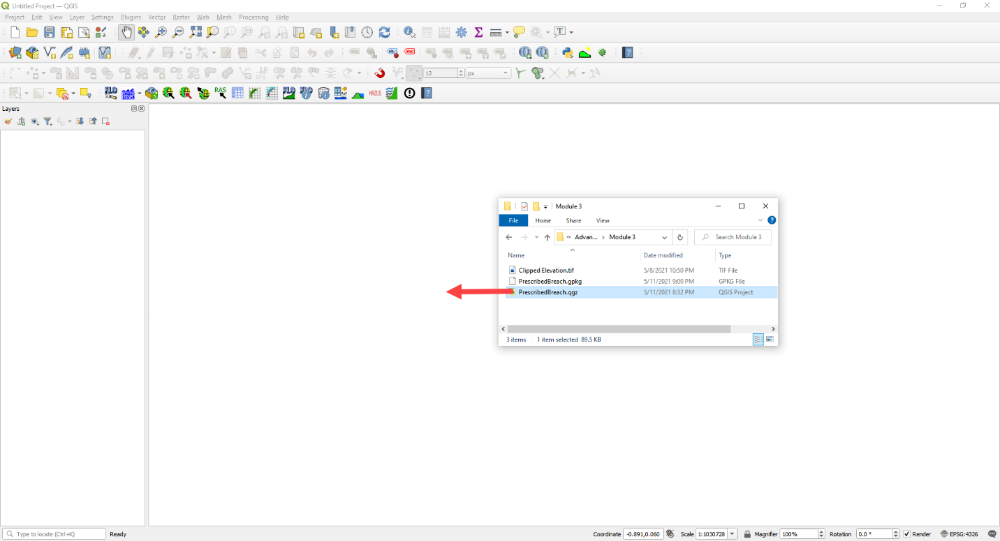 Untitled Project — QGIS
Project Edit View Layer Settings Plugins Vector Raster Web Mesh Processing Help
12 px
RAS HAZUS
Layers
Module 3
File Home Share View
« Advan... › Module 3 Search Module 3
Name Date modified Type
Clipped Elevation.tif 5/8/2021 10:50 PM TIF File
PrescribedBreach.gpkg 5/11/2021 9:00 PM GPKG File
PrescribedBreach.qgz 5/11/2021 8:32 PM QGIS Project
3 items 1 item selected 89.5 KB
Type to locate (Ctrl+K) Ready Coordinate -0.891,0.060 Scale 1:1030728 Magnifier 100% Rotation 0.0 ° Render EPSG:4326